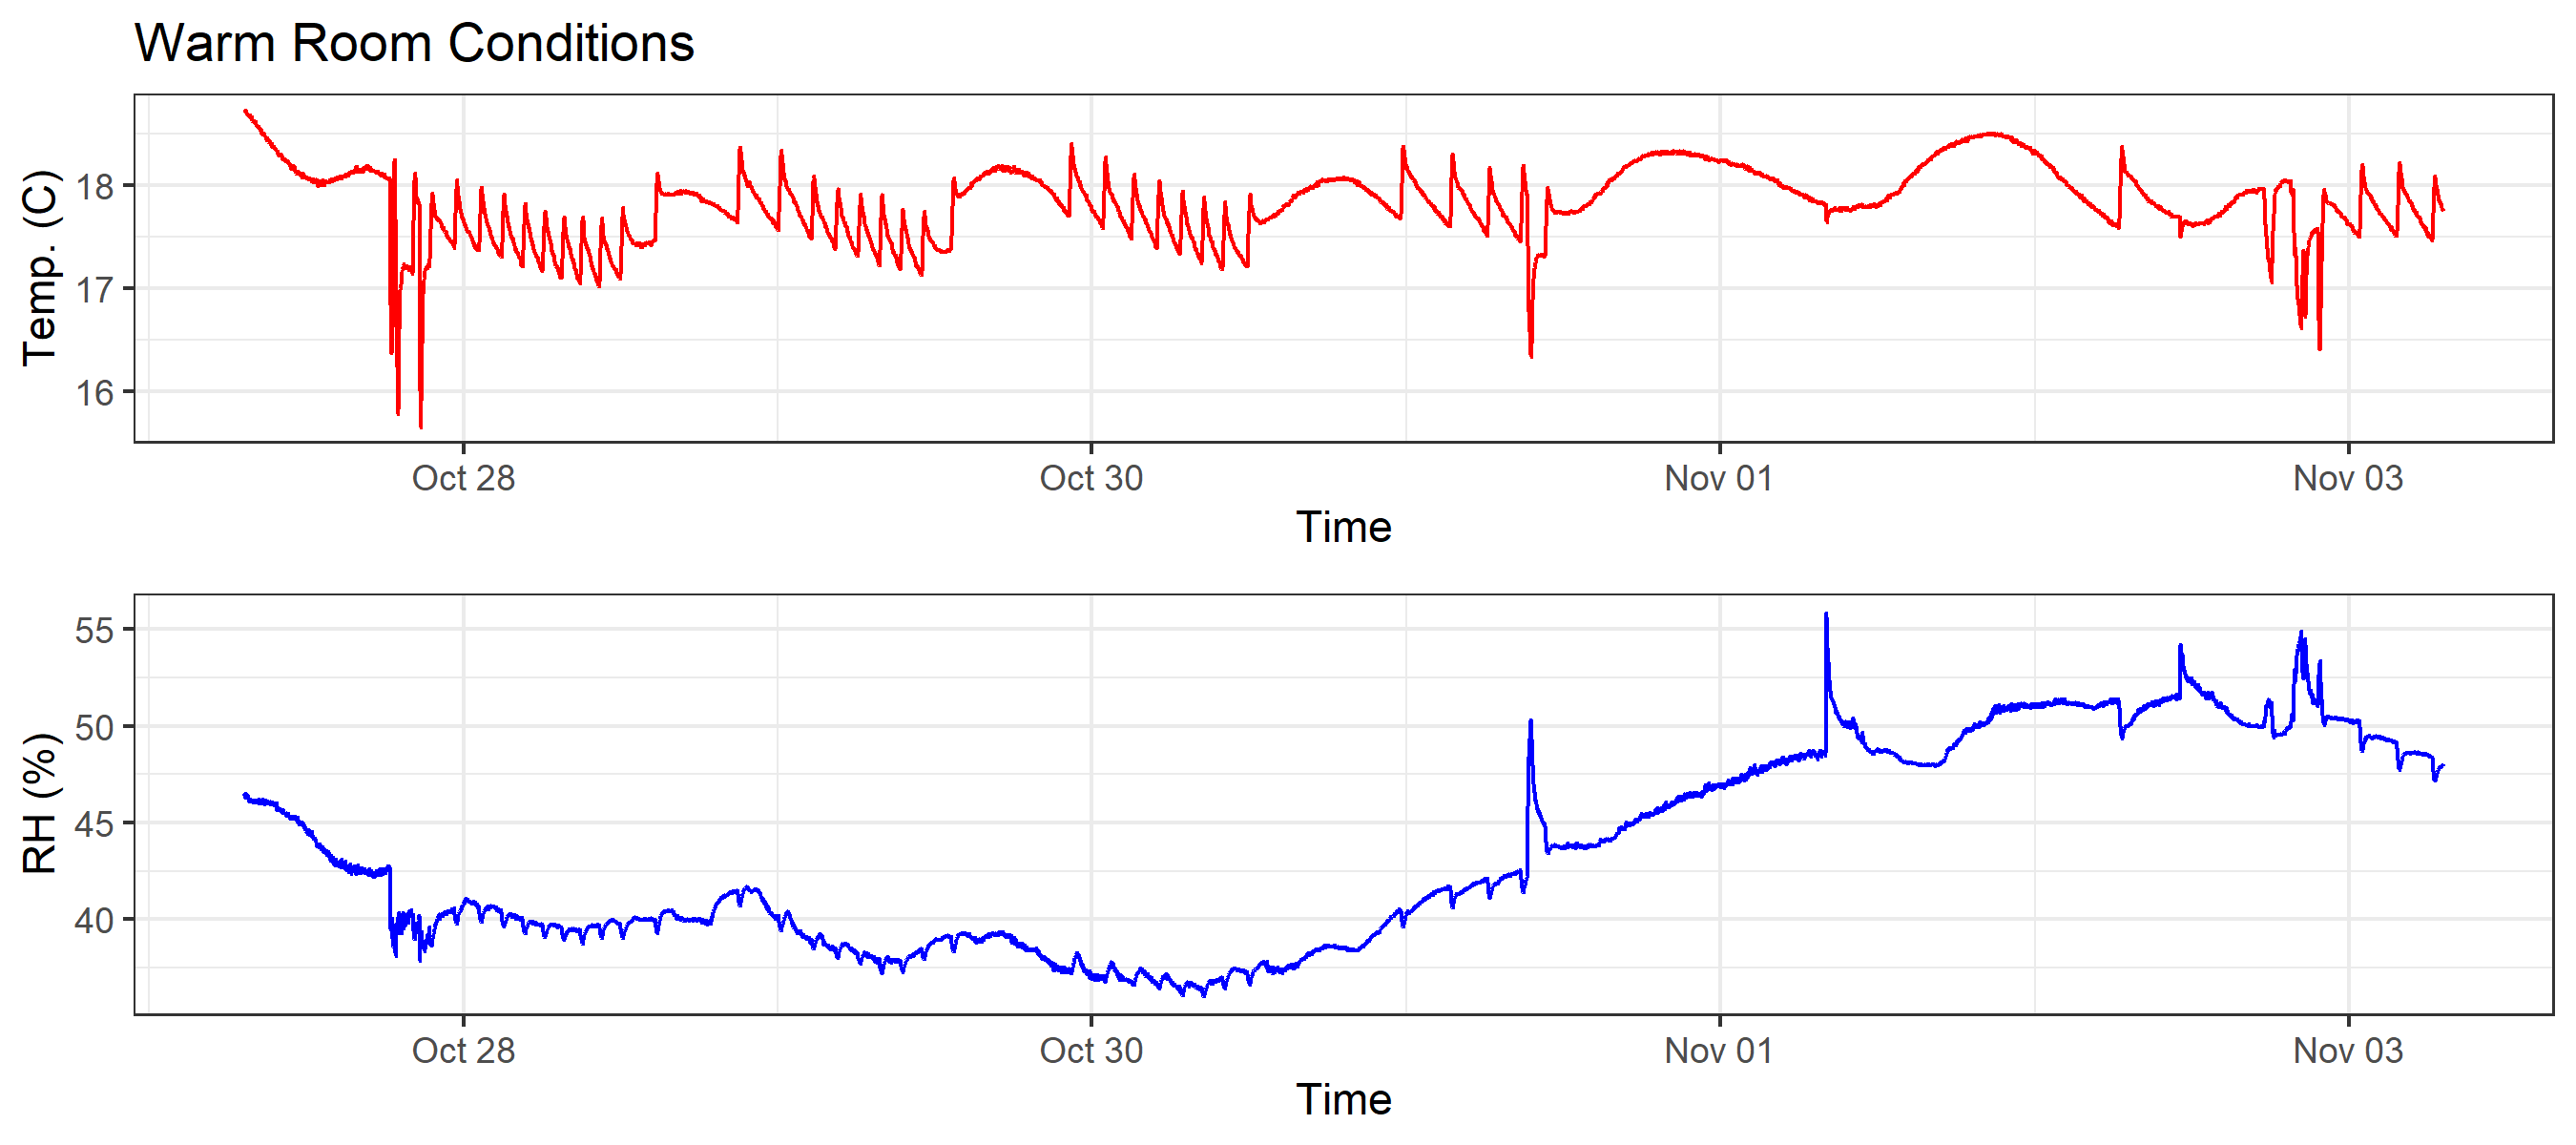 Warm Room Conditions
Temp. (C)
18
17
16
Oct 28 Oct 30 Nov 01 Nov 03
Time
RH (%)
55
50
45
40
Oct 28 Oct 30 Nov 01 Nov 03
Time